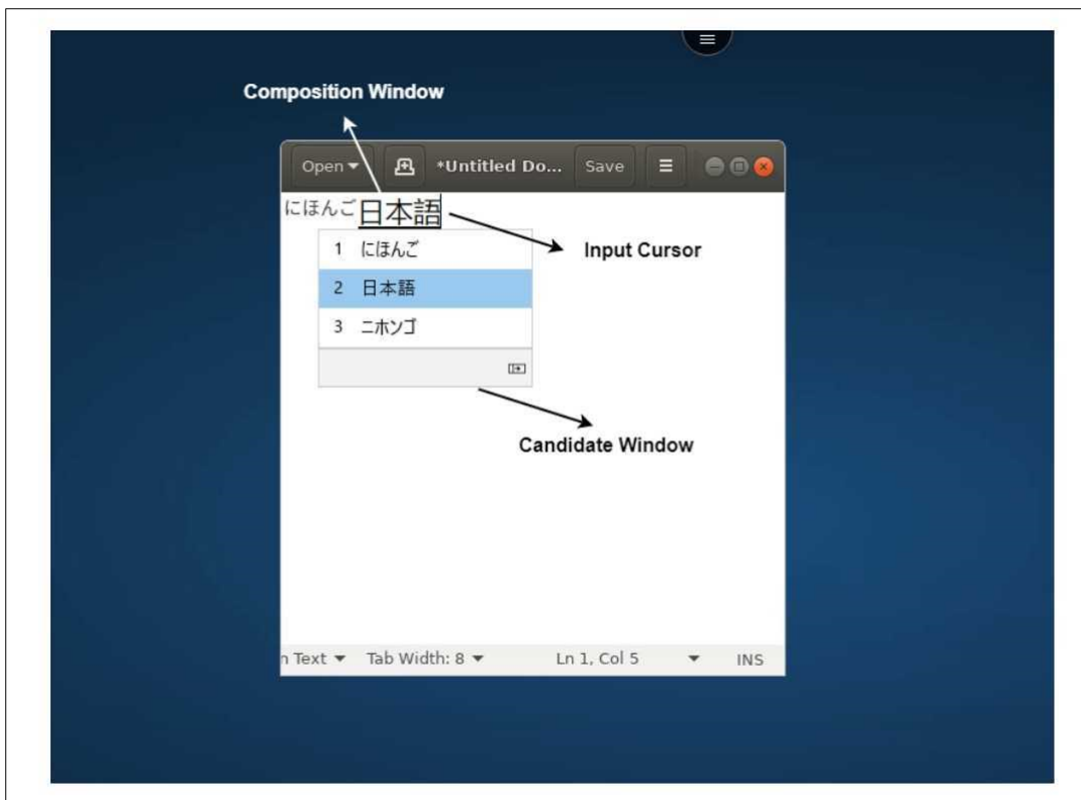 Composition Window
Open *Untitled Do... Save
にほんご日本語
1 にほんご
Input Cursor
2 日本語
3 ニホンゴ
Candidate Window
n Text Tab Width: 8 Ln 1, Col 5 INS